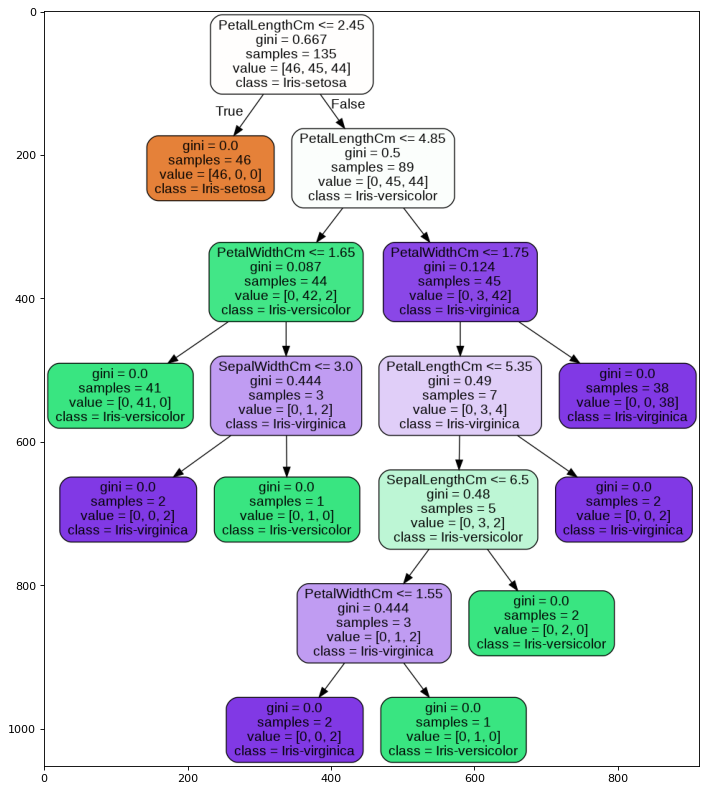 0
PetalLengthCm <= 2.45
gini = 0.667
samples = 135
value = [46, 45, 44]
class = Iris-setosa
True
False
gini = 0.0
samples = 46
value = [46, 0, 0]
class = Iris-setosa
PetalLengthCm <= 4.85
gini = 0.5
samples = 89
value = [0, 45, 44]
class = Iris-versicolor
200
PetalWidthCm <= 1.65
gini = 0.087
samples = 44
value = [0, 42, 2]
class = Iris-versicolor
PetalWidthCm <= 1.75
gini = 0.124
samples = 45
value = [0, 3, 42]
class = Iris-virginica
400
gini = 0.0
samples = 41
value = [0, 41, 0]
class = Iris-versicolor
SepalWidthCm <= 3.0
gini = 0.444
samples = 3
value = [0, 1, 2]
class = Iris-virginica
PetalLengthCm <= 5.35
gini = 0.49
samples = 7
value = [0, 3, 4]
class = Iris-virginica
gini = 0.0
samples = 38
value = [0, 0, 38]
class = Iris-virginica
600
gini = 0.0
samples = 2
value = [0, 0, 2]
class = Iris-virginica
gini = 0.0
samples = 1
value = [0, 1, 0]
class = Iris-versicolor
SepalLengthCm <= 6.5
gini = 0.48
samples = 5
value = [0, 3, 2]
class = Iris-versicolor
gini = 0.0
samples = 2
value = [0, 0, 2]
class = Iris-virginica
800
PetalWidthCm <= 1.55
gini = 0.444
samples = 3
value = [0, 1, 2]
class = Iris-virginica
gini = 0.0
samples = 2
value = [0, 2, 0]
class = Iris-versicolor
1000
gini = 0.0
samples = 2
value = [0, 0, 2]
class = Iris-virginica
gini = 0.0
samples = 1
value = [0, 1, 0]
class = Iris-versicolor
0
200
400
600
800